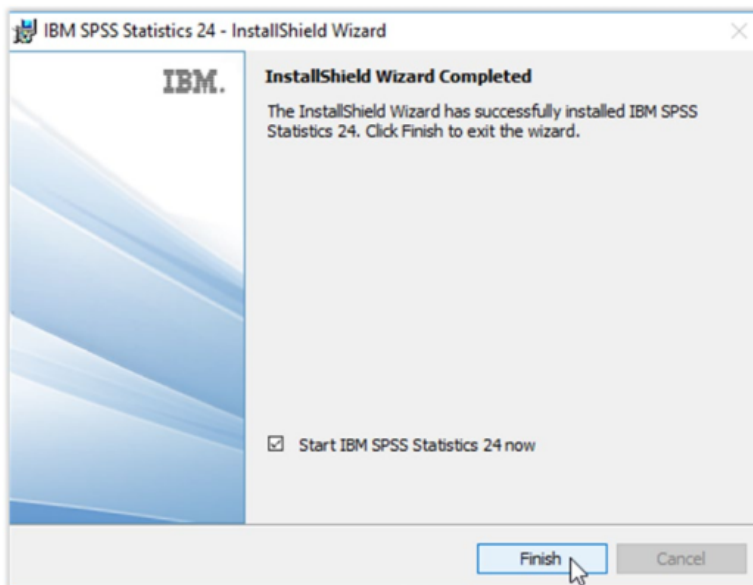 IBM SPSS Statistics 24 - InstallShield Wizard
IBM.
InstallShield Wizard Completed
The InstallShield Wizard has successfully installed IBM SPSS
Statistics 24. Click Finish to exit the wizard.
Start IBM SPSS Statistics 24 now
Finish
Cancel